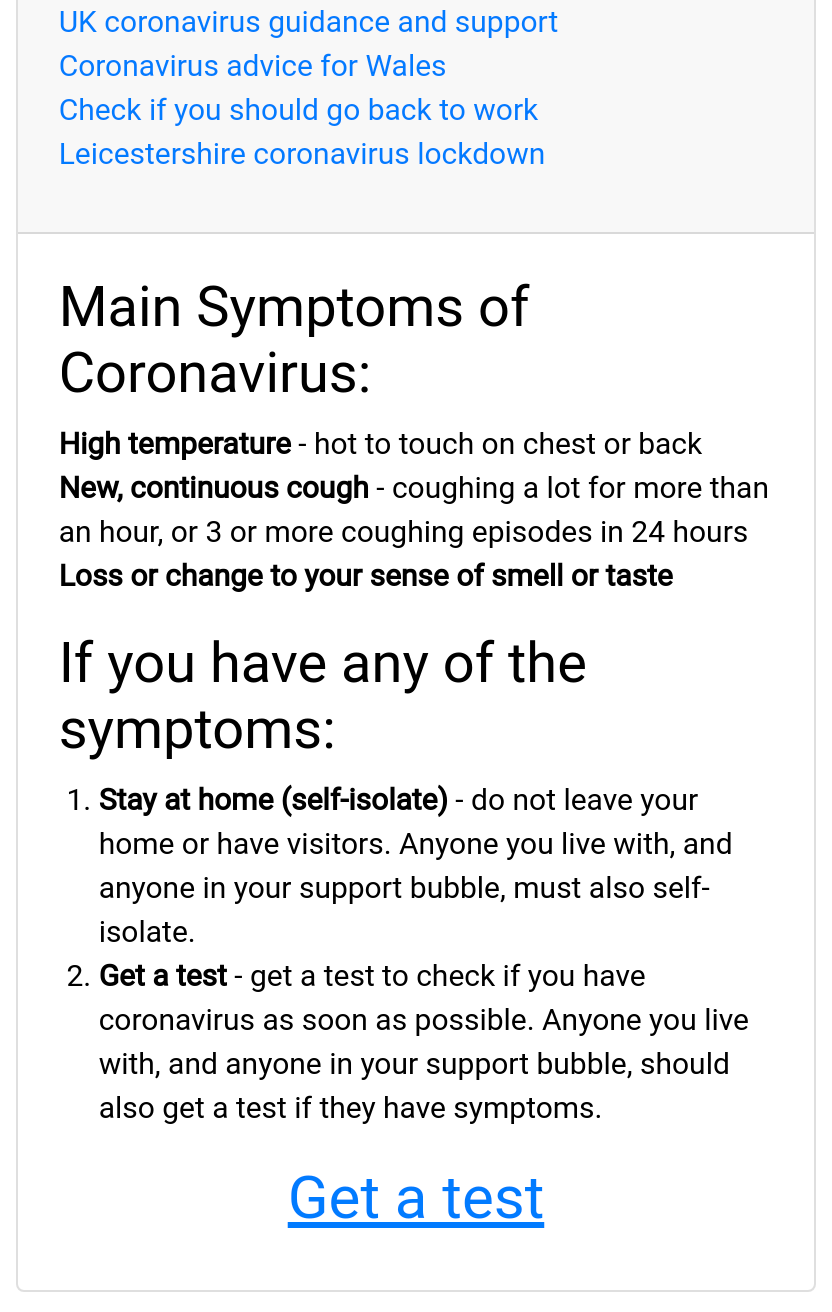 UK coronavirus guidance and support
Coronavirus advice for Wales
Check if you should go back to work
Leicestershire coronavirus lockdown
Main Symptoms of
Coronavirus:
High temperature - hot to touch on chest or back
New, continuous cough - coughing a lot for more than
an hour, or 3 or more coughing episodes in 24 hours
Loss or change to your sense of smell or taste
If you have any of the
symptoms:
1. Stay at home (self-isolate) - do not leave your
home or have visitors. Anyone you live with, and
anyone in your support bubble, must also self-
isolate.
2. Get a test - get a test to check if you have
coronavirus as soon as possible. Anyone you live
with, and anyone in your support bubble, should
also get a test if they have symptoms.
Get a test